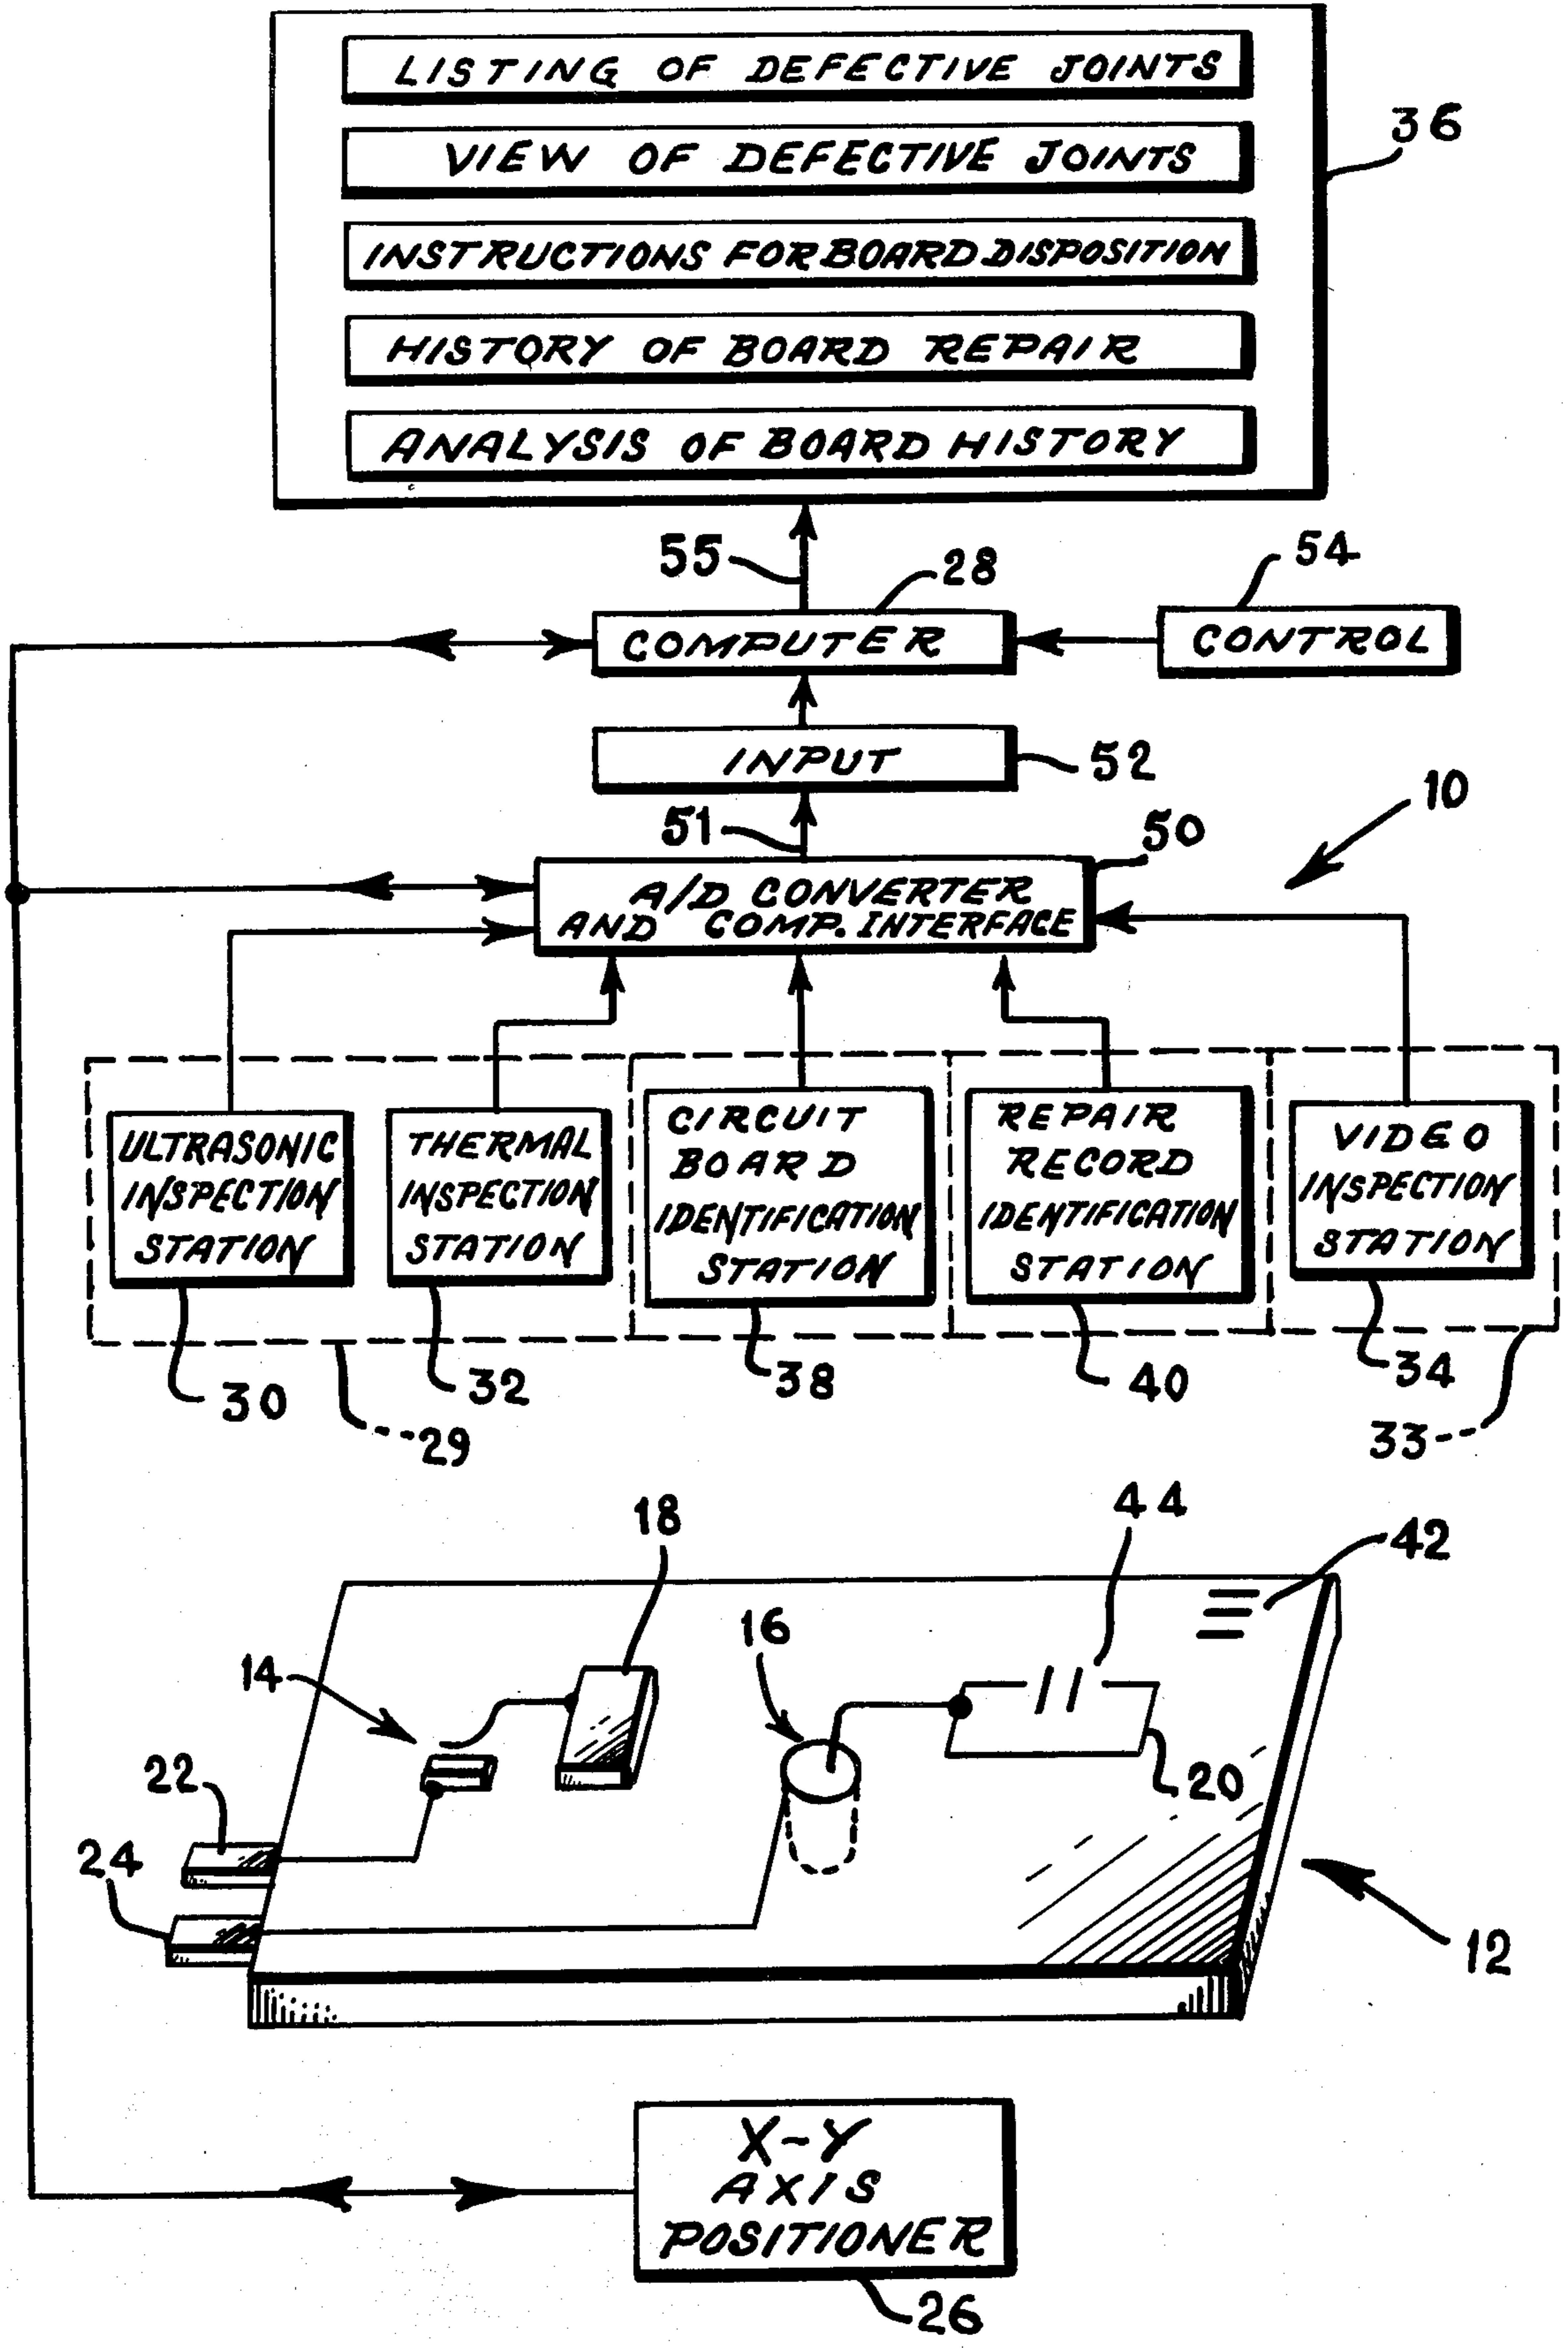 LISTING OF DEFECTIVE JOINTS
36
VIEW OF DEFECTIVE JOINTS
INSTRUCTIONS FOR BOARD DISPOSITION
HISTORY OF BOARD REPAIR
ANALYSIS OF BOARD HISTORY
55
28
54
COMPUTER
CONTROL
INPUT
52
10
51
50
A/D CONVERTER
AND COMP. INTERFACE
ULTRASONIC
INSPECTION
STATION
THERMAL
INSPECTION
STATION
CIRCUIT
BOARD
IDENTIFICATION
STATION
REPAIR
RECORD
IDENTIFICATION
STATION
VIDEO
INSPECTION
STATION
30
32
38
40
34
29
33
18
44
42
16
14
22
20
24
12
X-Y
AXIS
POSITIONER
26